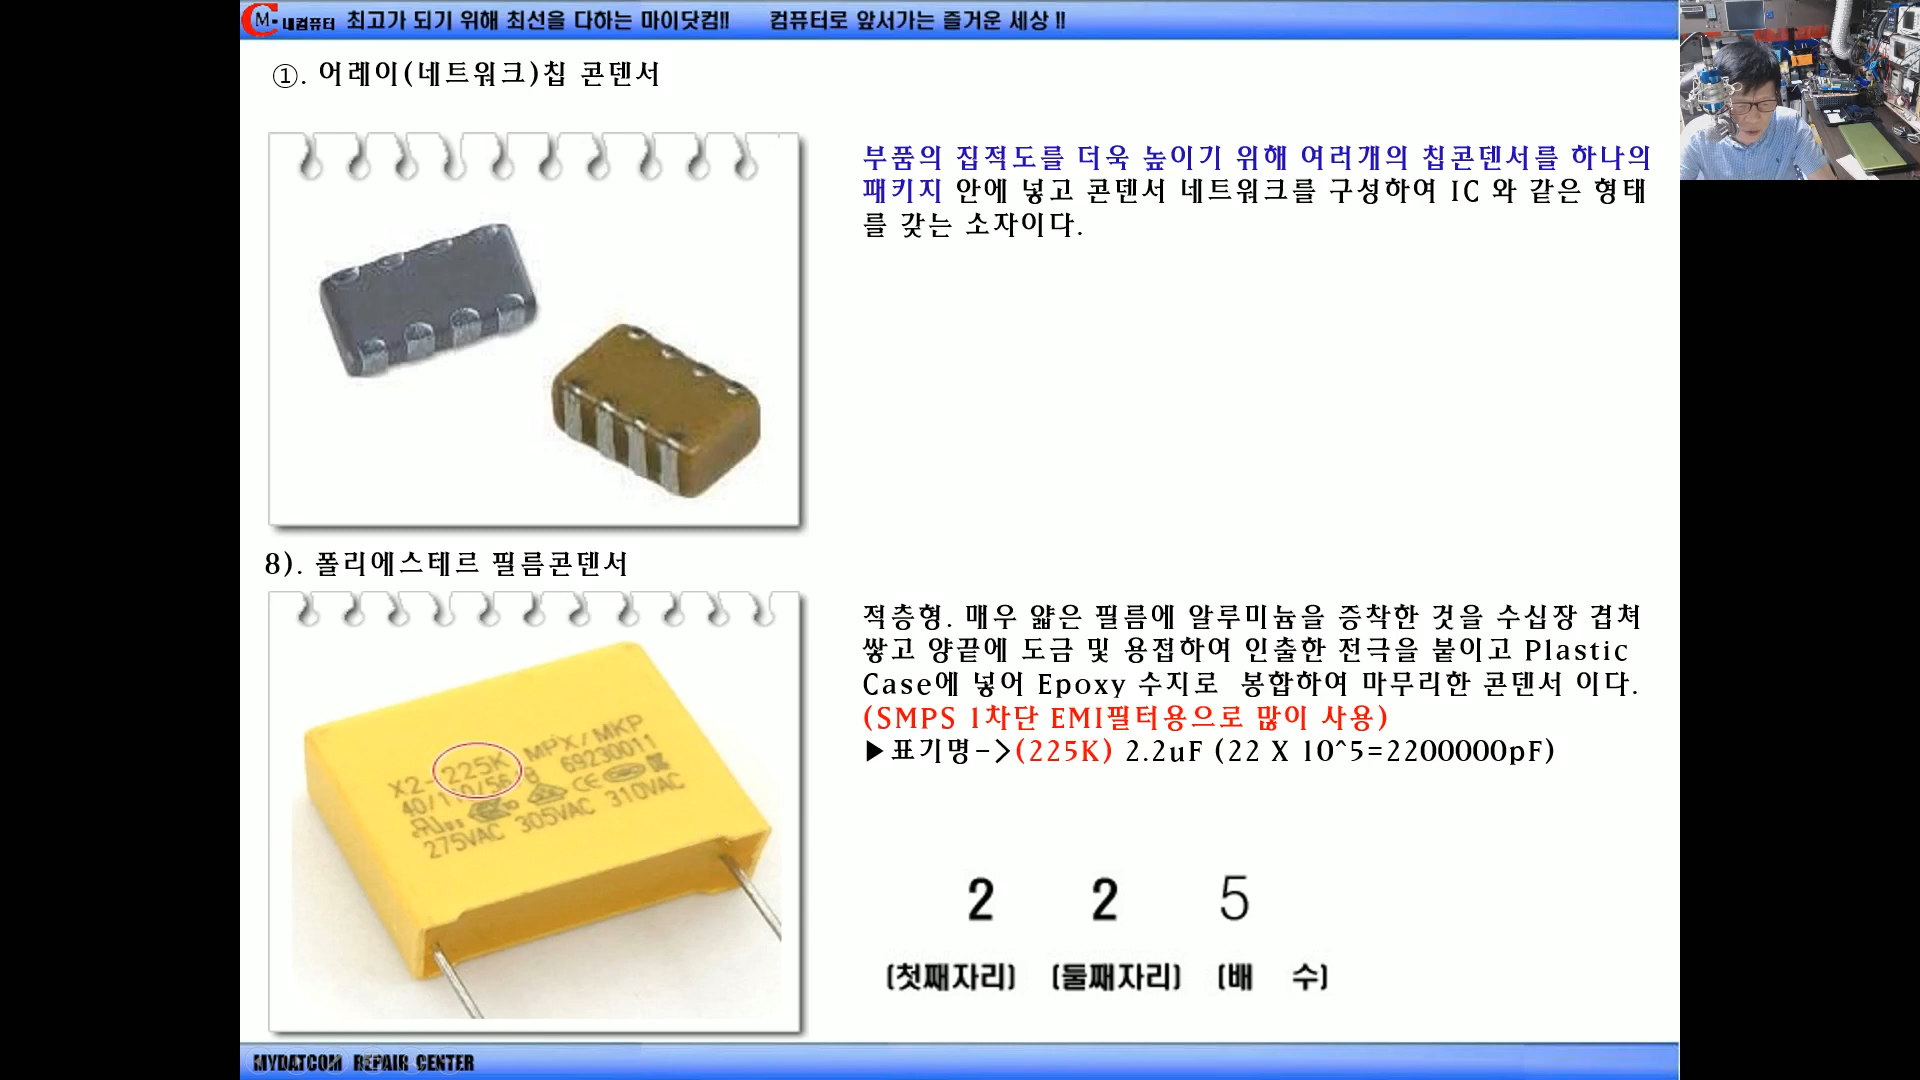 CM. 내컴퓨터 최고가 되기 위해 최선을 다하는 마이닷컴!! 컴퓨터로 앞서가는 즐거운 세상 !!
①. 어레이(네트워크)칩 콘덴서
부품의 집적도를 더욱 높이기 위해 여러개의 칩콘덴서를 하나의
패키지 안에 넣고 콘덴서 네트워크를 구성하여 IC 와 같은 형태
를 갖는 소자이다.
8). 폴리에스테르 필름콘덴서
X2-225K MPX/MKP
40/110/56/B 69230011
CE
275VAC 305VAC 310VAC
적층형. 매우 얇은 필름에 알루미늄을 증착한 것을 수십장 겹쳐
쌓고 양끝에 도금 및 용접하여 인출한 전극을 붙이고 Plastic
Case에 넣어 Epoxy 수지로 봉합하여 마무리한 콘덴서 이다.
(SMPS 1차단 EMI필터용으로 많이 사용)
▶표기명->(225K) 2.2uF (22 X 10^5=2200000pF)
2 2 5
(첫째자리) (둘째자리) (배 수)
MYDATCOM REPAIR CENTER